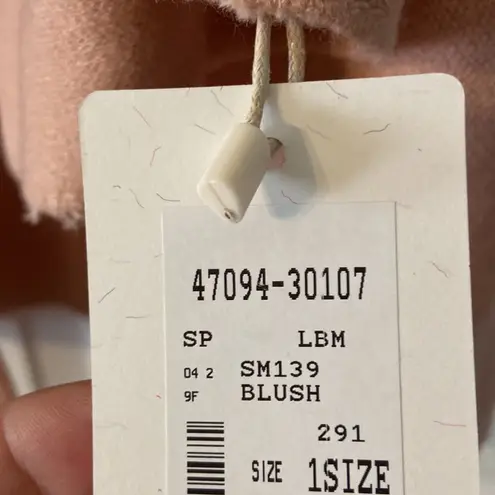 47094-30107
SP LBM
04 2 SM139
9F BLUSH
291
SIZE 1SIZE